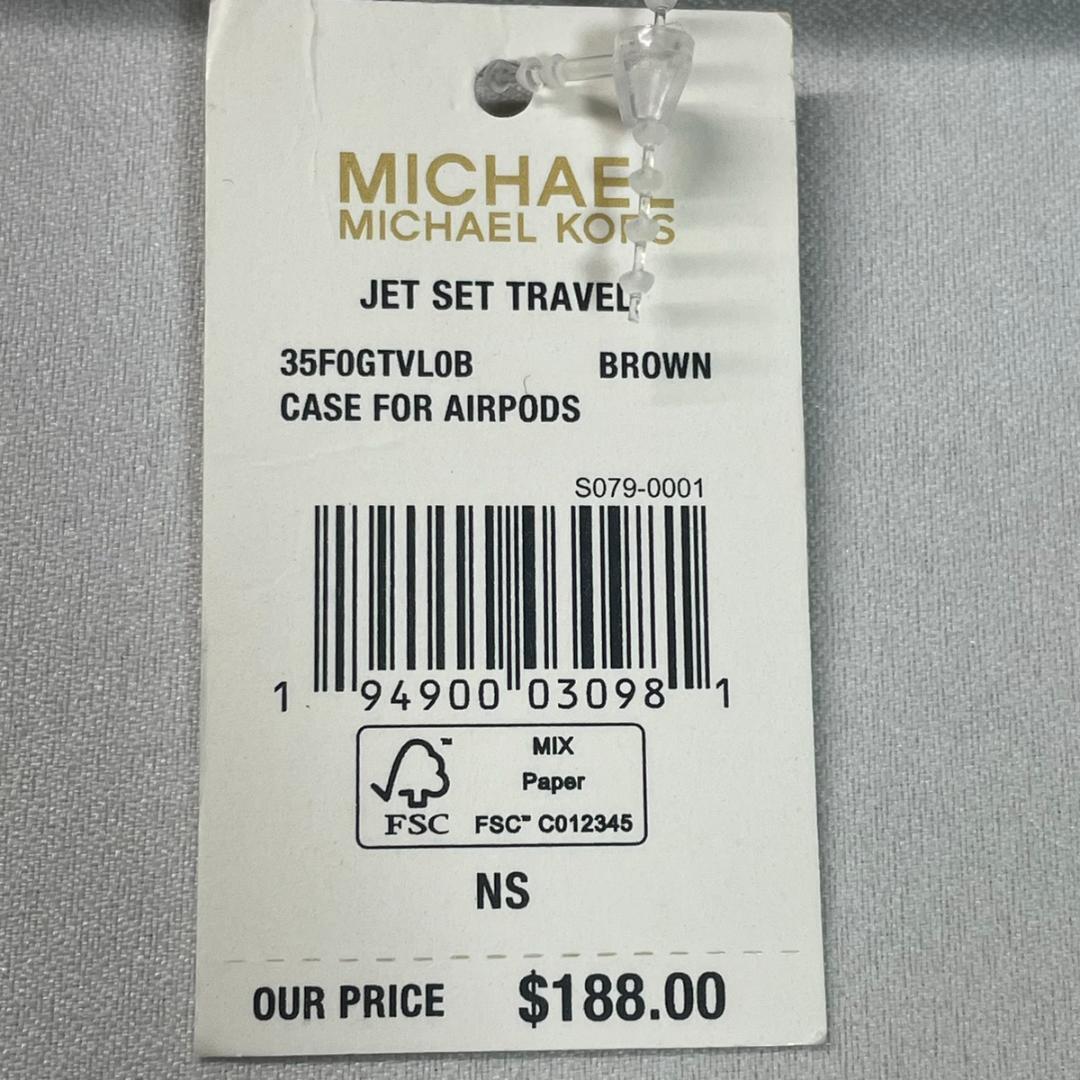 MICHAEL
MICHAEL KORS
JET SET TRAVEL
35F0GTVL0B BROWN
CASE FOR AIRPODS
S079-0001
1 94900 03098 1
MIX
Paper
FSC™ C012345
FSC
NS
OUR PRICE $188.00